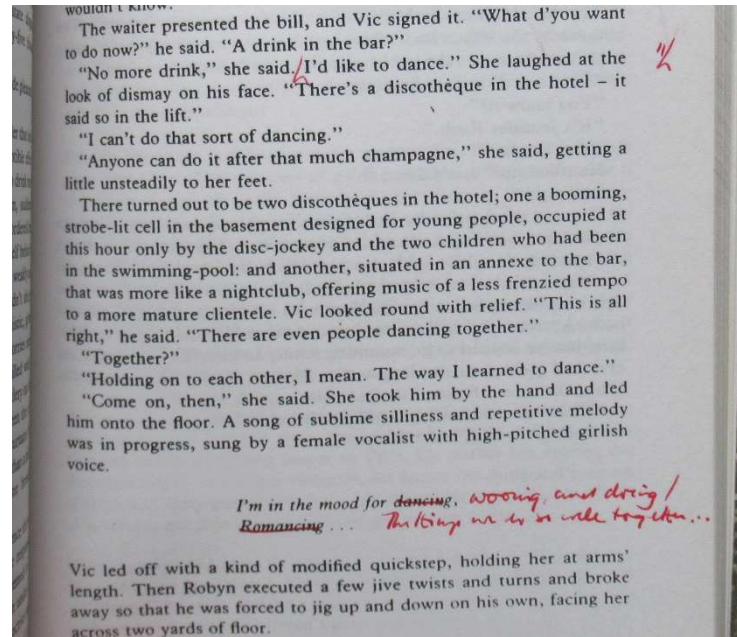 wouldn't know.
The waiter presented the bill, and Vic signed it. “What d'you want
to do now?” he said. “A drink in the bar?”
“No more drink,” she said. I'd like to dance.” She laughed at the
look of dismay on his face. “There's a discothèque in the hotel – it
said so in the lift.”
“I can't do that sort of dancing.”
“Anyone can do it after that much champagne,” she said, getting a
little unsteadily to her feet.
There turned out to be two discothèques in the hotel; one a booming,
strobe-lit cell in the basement designed for young people, occupied at
this hour only by the disc-jockey and the two children who had been
in the swimming-pool: and another, situated in an annexe to the bar,
that was more like a nightclub, offering music of a less frenzied tempo
to a more mature clientele. Vic looked round with relief. “This is all
right,” he said. “There are even people dancing together.”
“Together?”
“Holding on to each other, I mean. The way I learned to dance.”
“Come on, then,” she said. She took him by the hand and led
him onto the floor. A song of sublime silliness and repetitive melody
was in progress, sung by a female vocalist with high-pitched girlish
voice.
I'm in the mood for dancing, wooing, and doing /
Romancing . . . The things we do so well together...
Vic led off with a kind of modified quickstep, holding her at arms'
length. Then Robyn executed a few jive twists and turns and broke
away so that he was forced to jig up and down on his own, facing her
across two yards of floor.